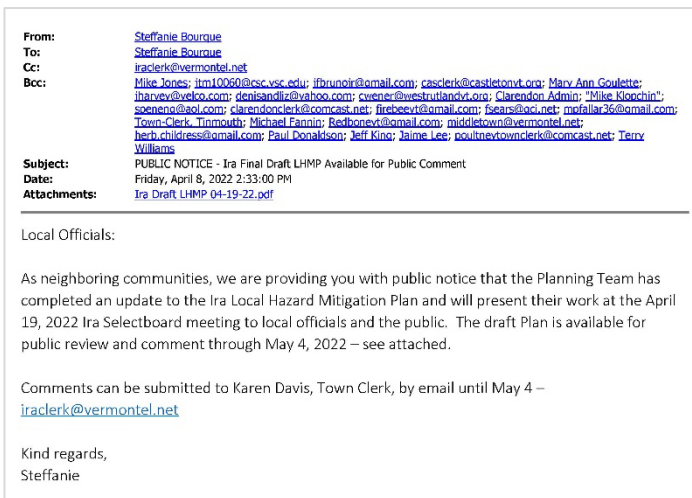 From: Steffanie Bourque
To: Steffanie Bourque
Cc: iraclerk@vermontel.net
Bcc: Mike Jones; jtm10060@csc.vsc.edu; jfbrunoir@gmail.com; casclerk@castletonvt.org; Mary Ann Goulette;
jharvey@velco.com; denisandliz@yahoo.com; cwener@westrutlandvt.org; Clarendon Admin; "Mike Klopchin";
speneng@aol.com; clarendonclerk@comcast.net; firebeevt@gmail.com; fsears@aci.net; mpfallar36@gmail.com;
Town-Clerk, Tinmouth; Michael Fannin; Redbonevt@gmail.com; middletown@vermontel.net;
herb.childress@gmail.com; Paul Donaldson; Jeff King; Jaime Lee; poultneytownclerk@comcast.net; Terry
Williams
Subject: PUBLIC NOTICE - Ira Final Draft LHMP Available for Public Comment
Date: Friday, April 8, 2022 2:33:00 PM
Attachments: Ira Draft LHMP 04-19-22.pdf
Local Officials:
As neighboring communities, we are providing you with public notice that the Planning Team has
completed an update to the Ira Local Hazard Mitigation Plan and will present their work at the April
19, 2022 Ira Selectboard meeting to local officials and the public. The draft Plan is available for
public review and comment through May 4, 2022 – see attached.
Comments can be submitted to Karen Davis, Town Clerk, by email until May 4 –
iraclerk@vermontel.net
Kind regards,
Steffanie